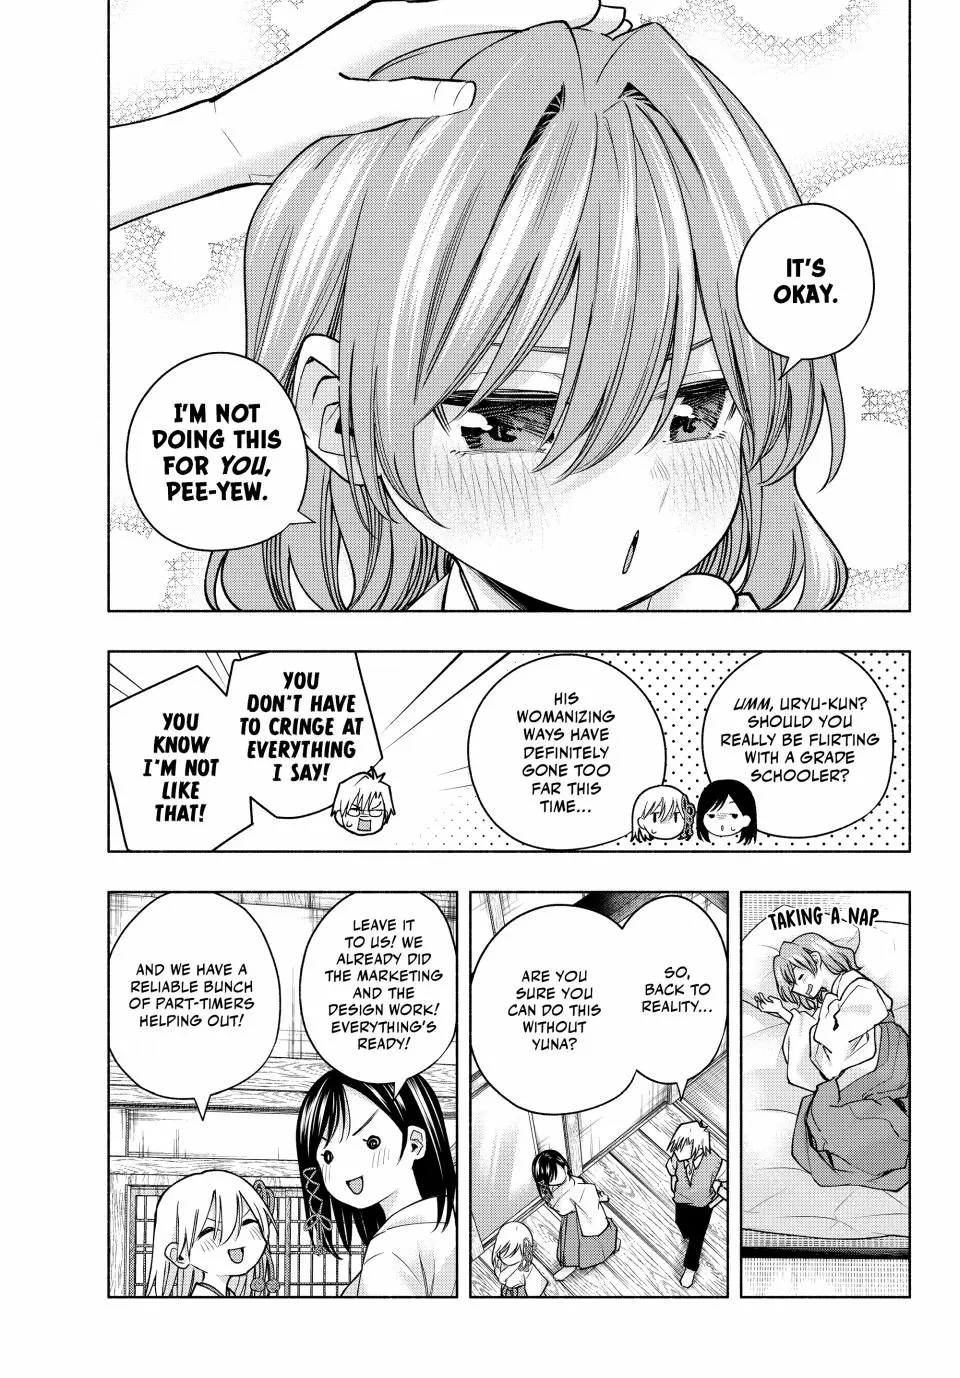 IT'S
OKAY.
I'M NOT
DOING THIS
FOR YOU,
PEE-YEW.
UMM, URYU-KUN?
SHOULD YOU
REALLY BE FLIRTING
WITH A GRADE
SCHOOLER?
HIS
WOMANIZING
WAYS HAVE
DEFINITELY
GONE TOO
FAR THIS
TIME...
YOU
DON'T HAVE
TO CRINGE AT
EVERYTHING
I SAY!
YOU
KNOW
I'M NOT
LIKE
THAT!
TAKING A NAP
SO,
BACK TO
REALITY...
ARE YOU
SURE YOU
CAN DO THIS
WITHOUT
YUNA?
LEAVE IT
TO US! WE
ALREADY DID
THE MARKETING
AND THE
DESIGN WORK!
EVERYTHING'S
READY!
AND WE HAVE A
RELIABLE BUNCH
OF PART-TIMERS
HELPING OUT!